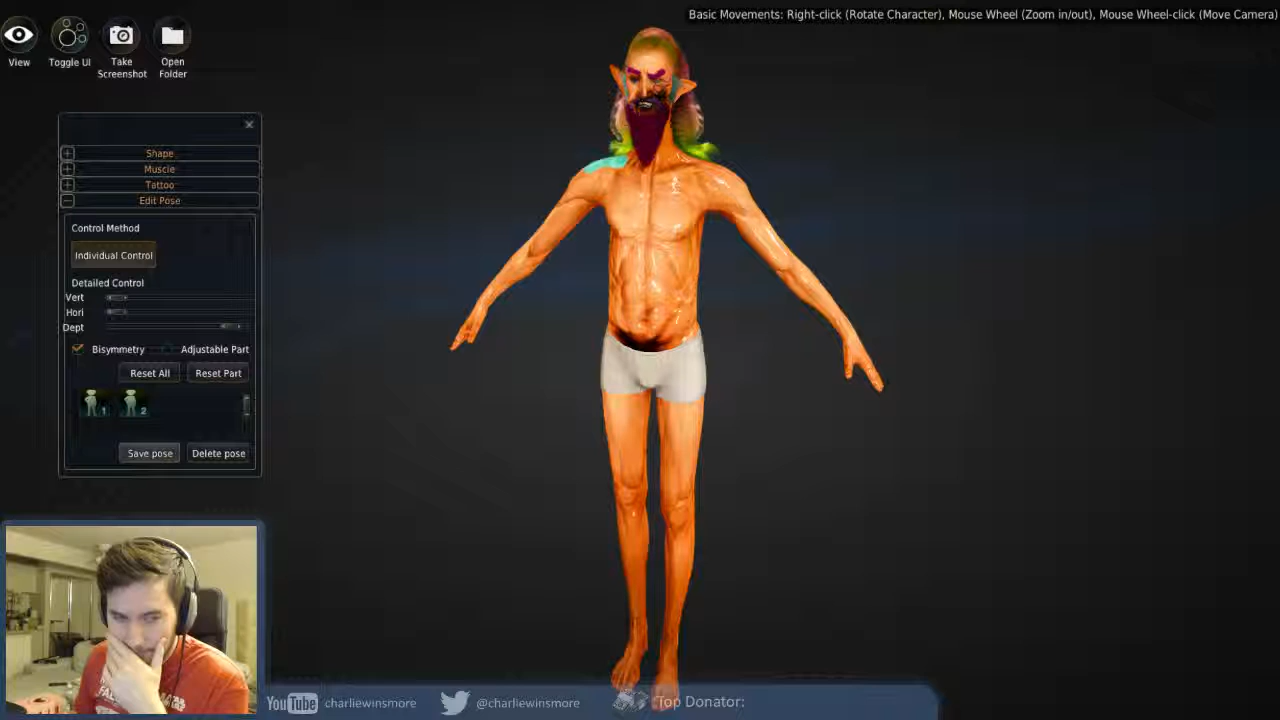 Basic Movements: Right-click (Rotate Character), Mouse Wheel (Zoom in/out), Mouse Wheel-click (Move Camera)
View
Toggle UI
Take Screenshot
Open Folder
Shape
Muscle
Tattoo
Edit Pose
Control Method
Individual Control
Detailed Control
Vert
Hori
Dept
Bisymmetry Adjustable Part
Reset All Reset Part
1 2
Save pose Delete pose
YouTube charliewinsmore @charliewinsmore Top Donator: